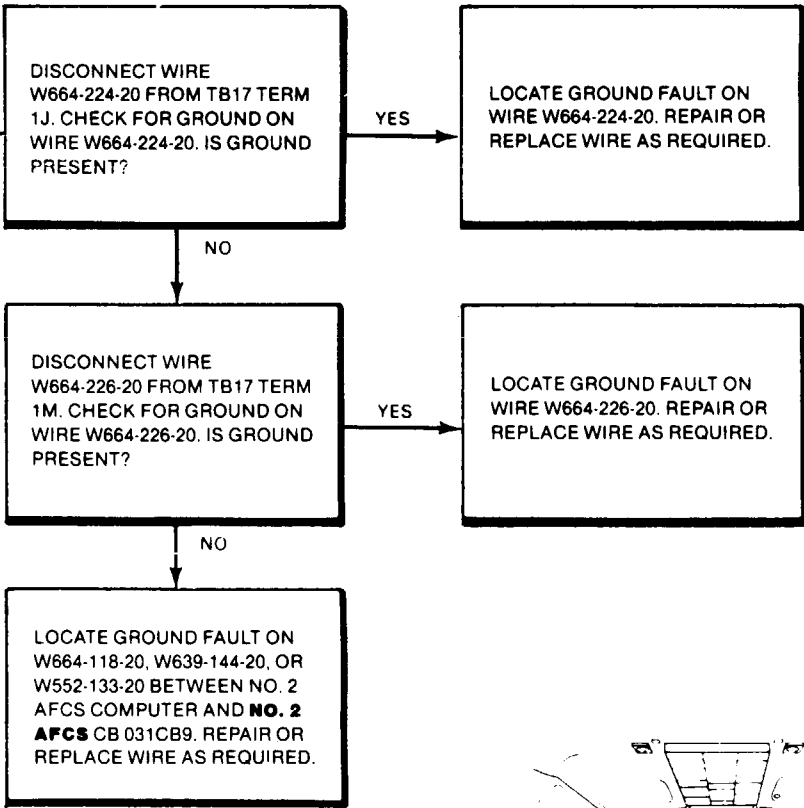 DISCONNECT WIRE
W664-224-20 FROM TB17 TERM
1J. CHECK FOR GROUND ON
WIRE W664-224-20. IS GROUND
PRESENT?
YES
LOCATE GROUND FAULT ON
WIRE W664-224-20. REPAIR OR
REPLACE WIRE AS REQUIRED.
NO
DISCONNECT WIRE
W664-226-20 FROM TB17 TERM
1M. CHECK FOR GROUND ON
WIRE W664-226-20. IS GROUND
PRESENT?
YES
LOCATE GROUND FAULT ON
WIRE W664-226-20. REPAIR OR
REPLACE WIRE AS REQUIRED.
NO
LOCATE GROUND FAULT ON
W664-118-20, W639-144-20, OR
W552-133-20 BETWEEN NO. 2
AFCS COMPUTER AND NO. 2
AFCS CB 031CB9. REPAIR OR
REPLACE WIRE AS REQUIRED.